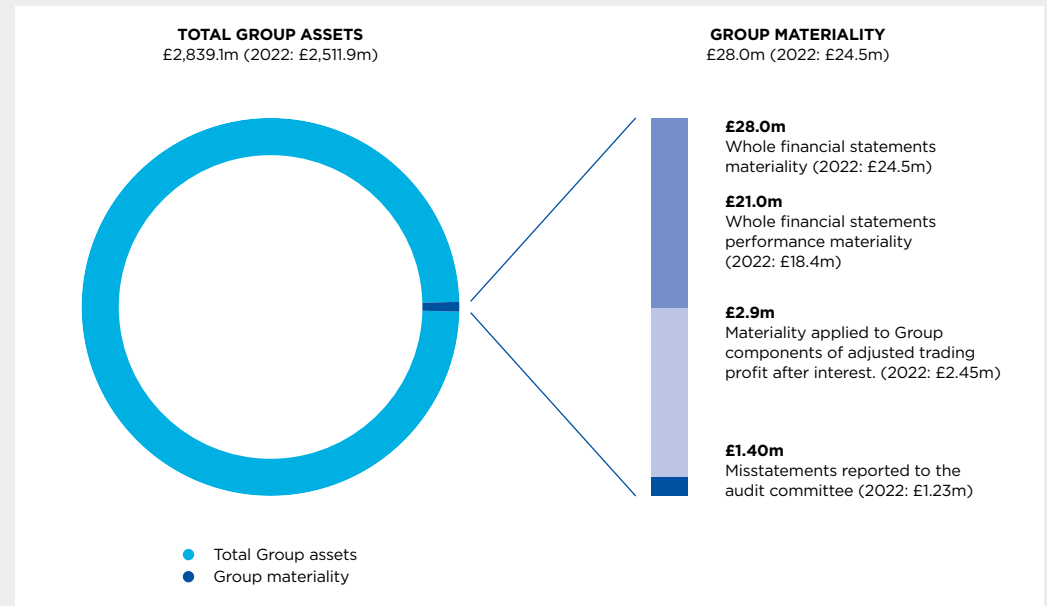 TOTAL GROUP ASSETS
£2,839.1m (2022: £2,511.9m)
GROUP MATERIALITY
£28.0m (2022: £24.5m)
£28.0m
Whole financial statements
materiality (2022: £24.5m)
£21.0m
Whole financial statements
performance materiality
(2022: £18.4m)
£2.9m
Materiality applied to Group
components of adjusted trading
profit after interest. (2022: £2.45m)
£1.40m
Misstatements reported to the
audit committee (2022: £1.23m)
Total Group assets
Group materiality